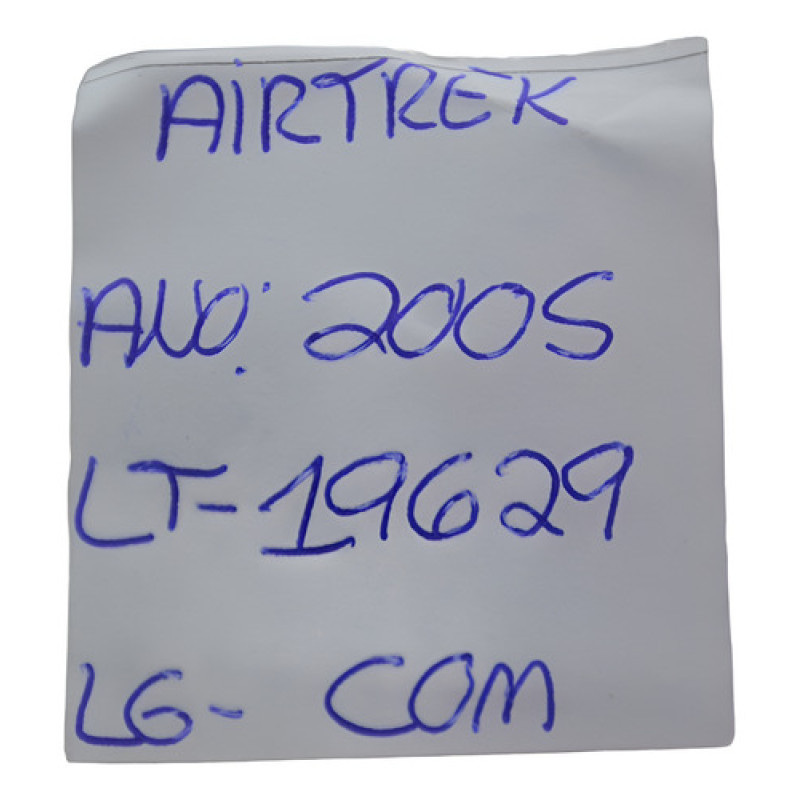 AIRTREK
ANO: 2005
LT-19629
LG- COM